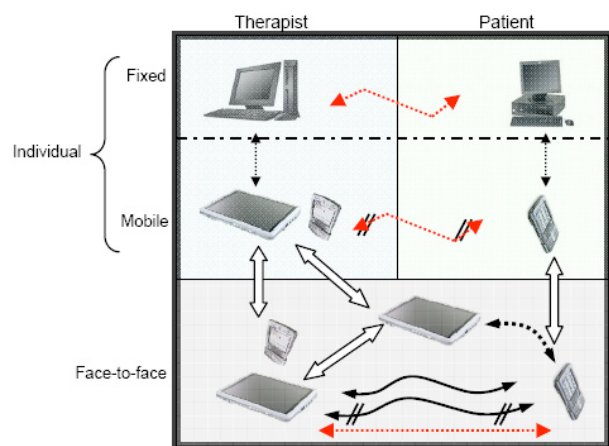 Therapist
Patient
Fixed
Individual
Mobile
Face-to-face